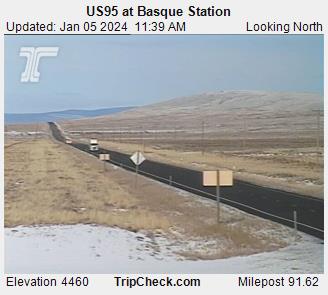 US95 at Basque Station
Updated: Jan 05 2024 11:39 AM Looking North
Elevation 4460 TripCheck.com Milepost 91.62